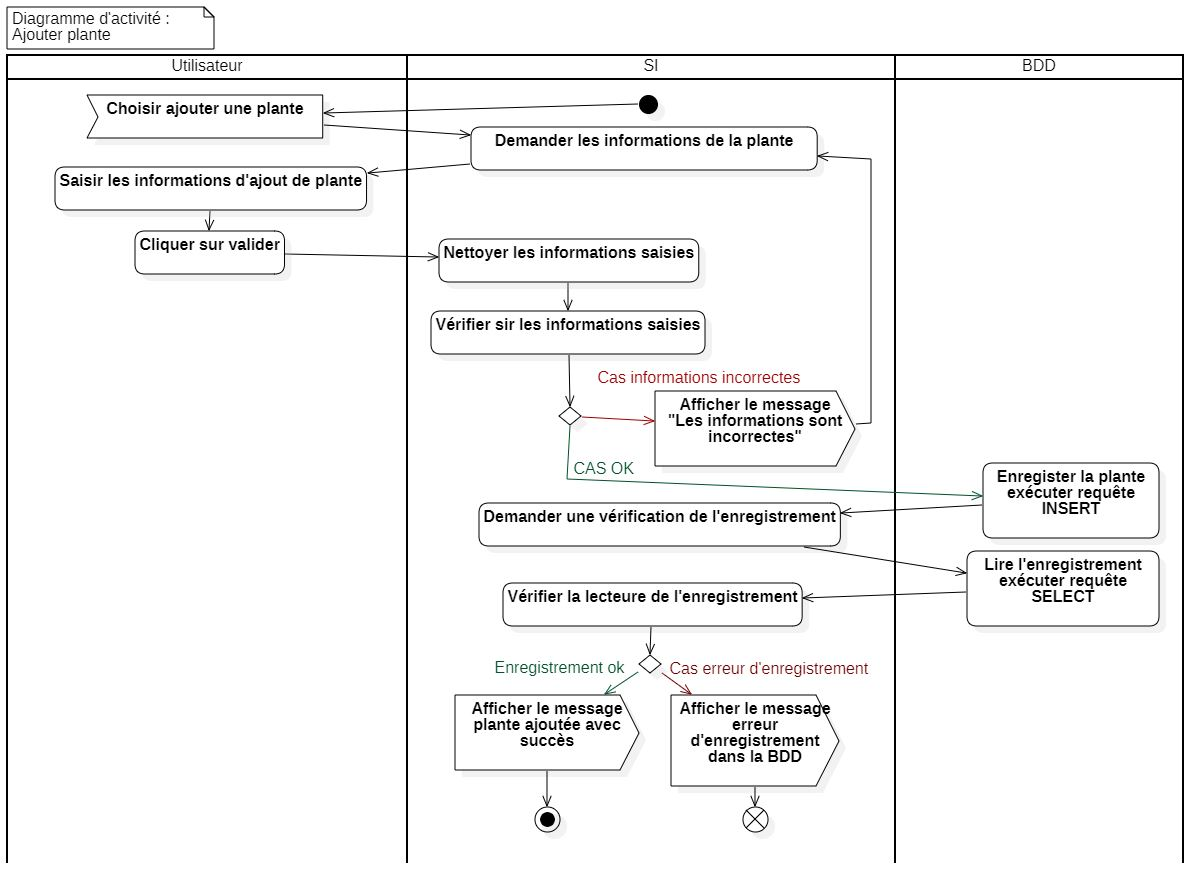 Diagramme d'activité :
Ajouter plante
Utilisateur
SI
BDD
Choisir ajouter une plante
Demander les informations de la plante
Saisir les informations d'ajout de plante
Cliquer sur valider
Nettoyer les informations saisies
Vérifier sir les informations saisies
Cas informations incorrectes
Afficher le message
"Les informations sont
incorrectes"
CAS OK
Enregister la plante
exécuter requête
INSERT
Demander une vérification de l'enregistrement
Lire l'enregistrement
exécuter requête
SELECT
Vérifier la lecteure de l'enregistrement
Enregistrement ok
Cas erreur d'enregistrement
Afficher le message
plante ajoutée avec
succès
Afficher le message
erreur
d'enregistrement
dans la BDD